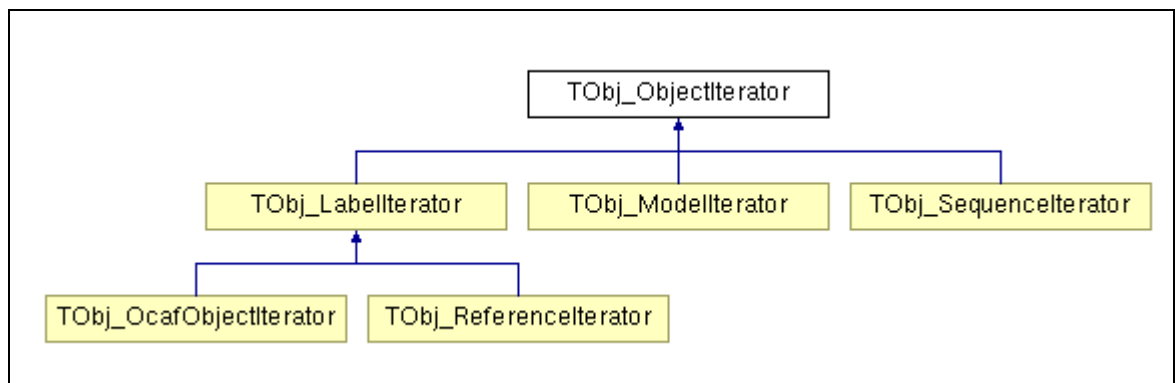 TObj_ObjectIterator
TObj_LabelIterator
TObj_ModelIterator
TObj_SequenceIterator
TObj_OcafObjectIterator
TObj_ReferenceIterator